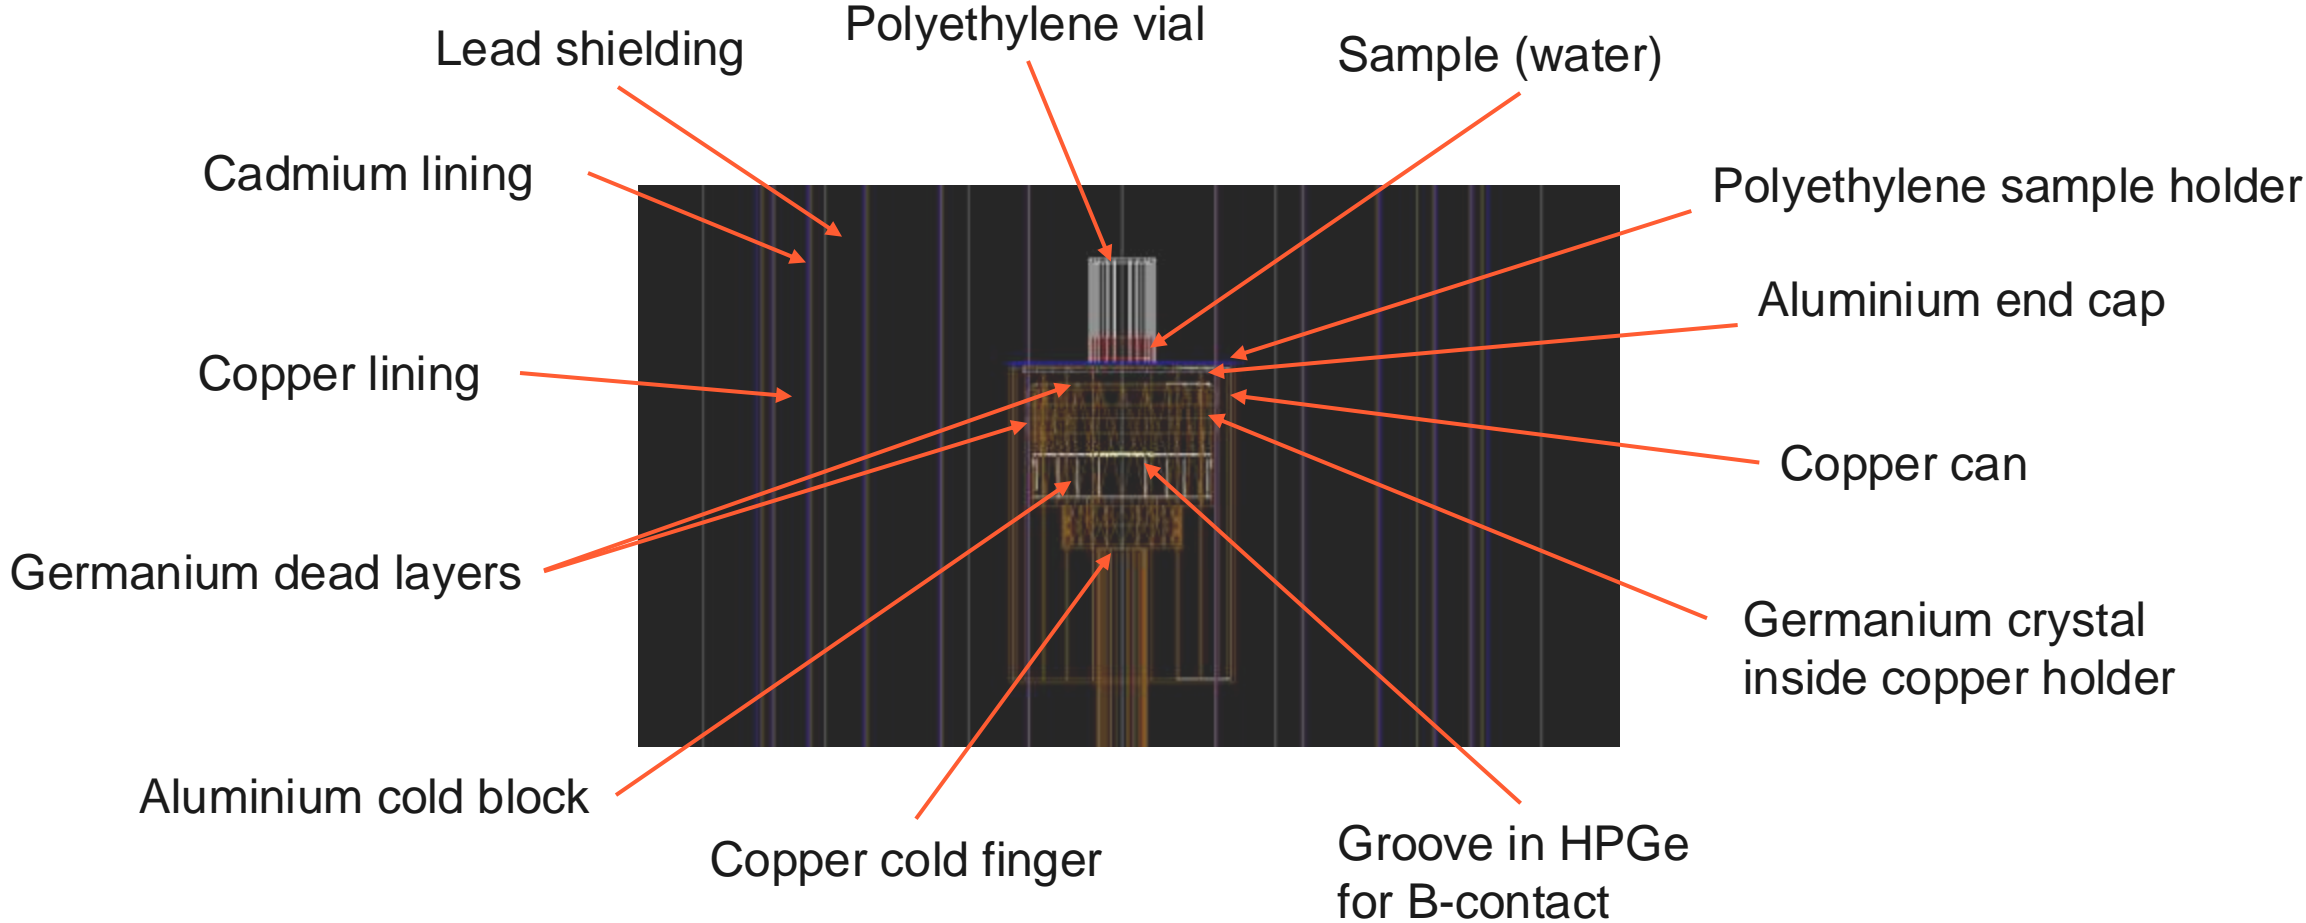 Polyethylene vial
Lead shielding
Sample (water)
Cadmium lining
Polyethylene sample holder
Aluminium end cap
Copper lining
Copper can
Germanium dead layers
Germanium crystal
inside copper holder
Aluminium cold block
Copper cold finger
Groove in HPGe
for B-contact